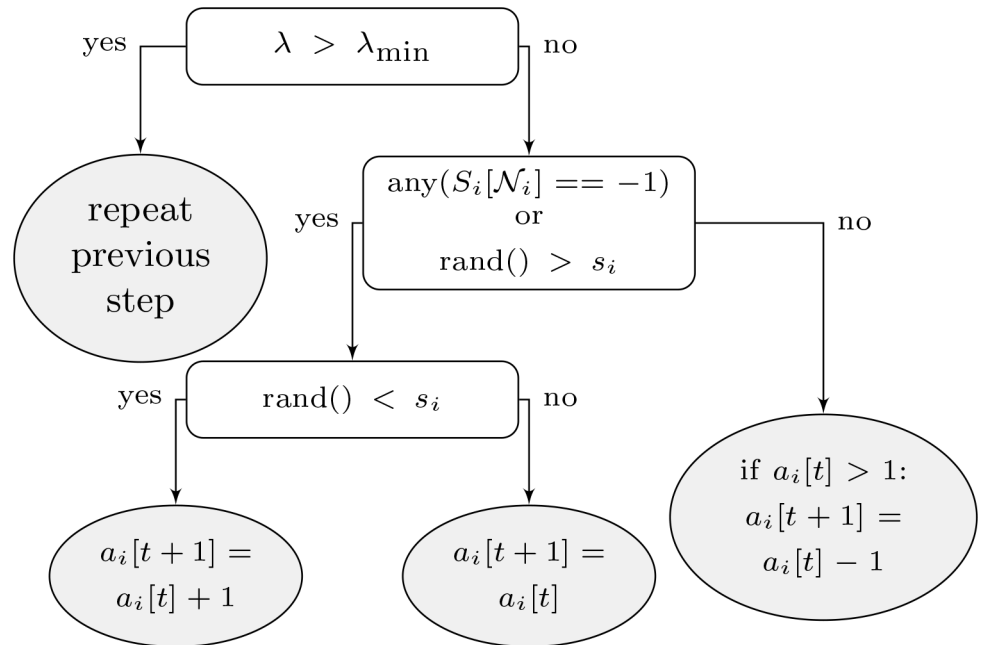 yes
λ > λ_min
no
repeat
previous
step
yes
any(S_i[𝒩_i] == −1)
or
rand() > s_i
no
yes
rand() < s_i
no
a_i[t + 1] =
a_i[t] + 1
a_i[t + 1] =
a_i[t]
if a_i[t] > 1:
a_i[t + 1] =
a_i[t] − 1